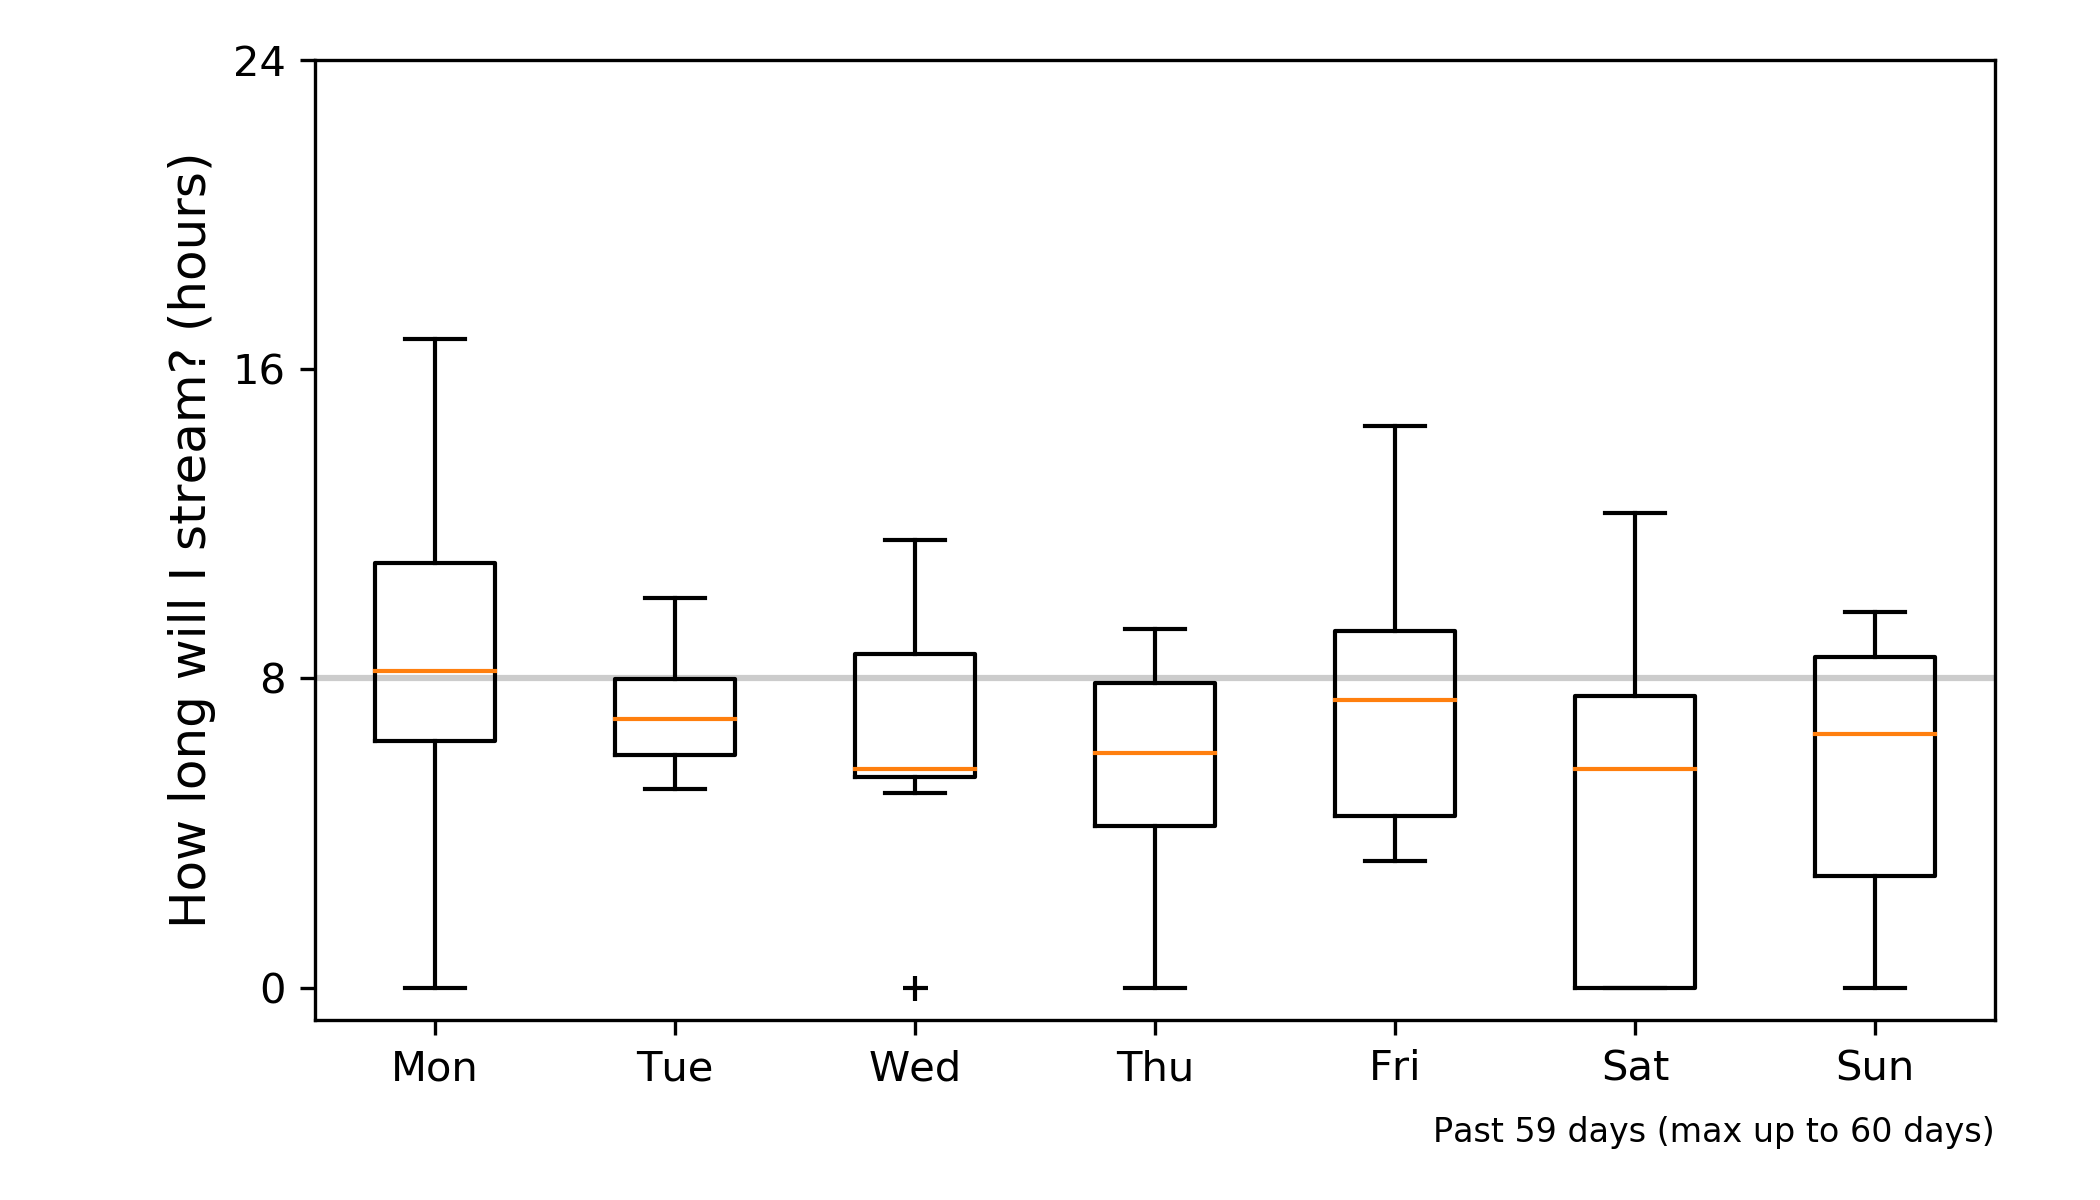 How long will I stream? (hours)
24
16
8
0
Mon Tue Wed Thu Fri Sat Sun
Past 59 days (max up to 60 days)